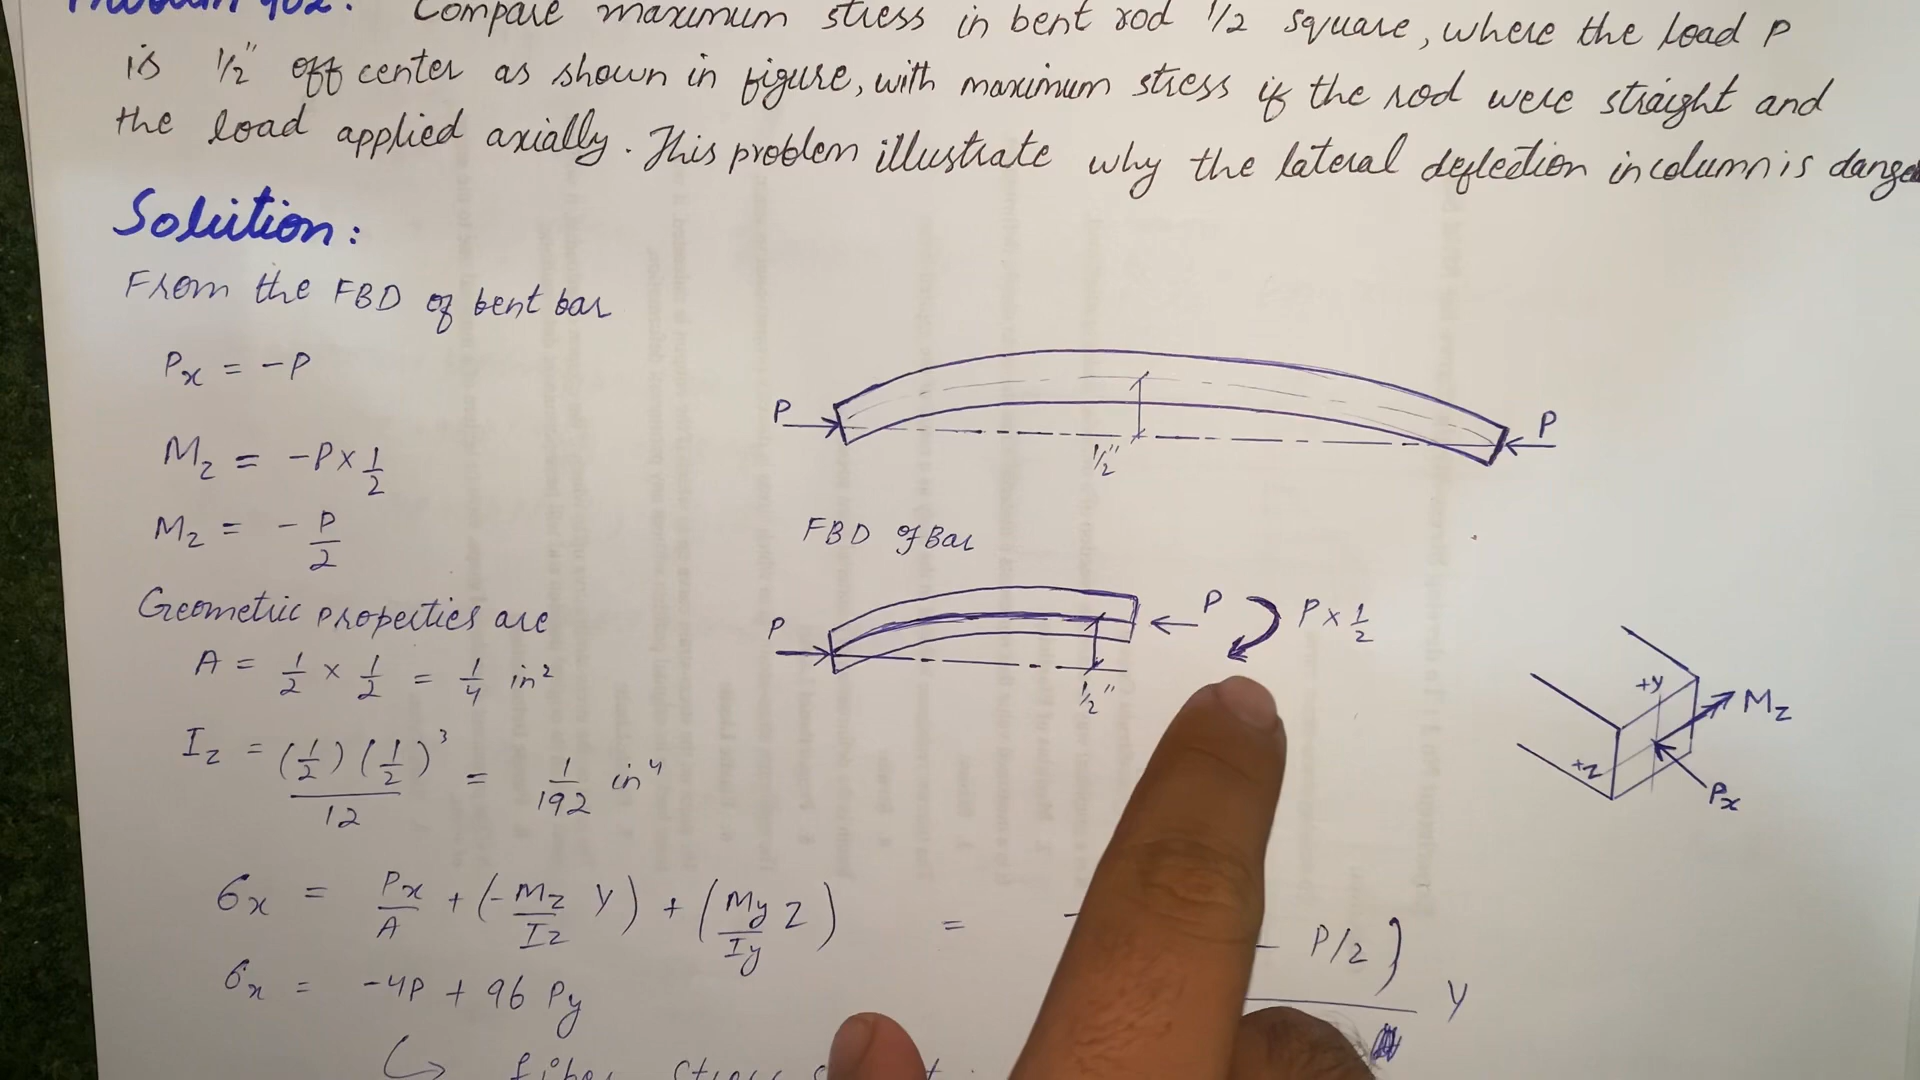 Problem 902: Compare maximum stress in bent rod 1/2 square, where the load P
is 1/2" off center as shown in figure, with maximum stress if the rod were straight and
the load applied axially. This problem illustrate why the lateral deflection in column is
Solution:
From the FBD of bent bar
Px = -P
Mz = -P x 1/2
Mz = - P/2
P
P
1/2"
FBD of Bar
P
P
P x 1/2
1/2"
Geometric properties are
A = 1/2 x 1/2 = 1/4 in²
Iz = (1/2) (1/2)³ / 12 = 1/192 in⁴
+y
Mz
+z
Px
σx = Px/A + (- Mz/Iz y) + (My/Iy z) =
- P/2) y
σx = -4P + 96 Py